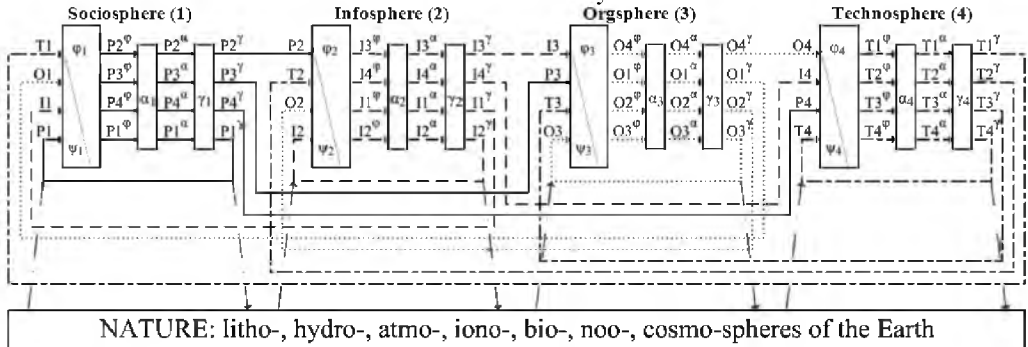 Sociosphere (1) Infosphere (2) Orgsphere (3) Technosphere (4)
T1 φ1 P2φ P2α P2γ P2 φ2 I3φ I3α I3γ I3 φ3 O4φ O4α O4γ O4 φ4 T1φ T1α T1γ
O1 P3φ P3α P3γ T2 I4φ I4α I4γ P3 O1φ O1α O1γ I4 T2φ T2α T2γ
I1 P4φ α1 P4α γ1 P4γ O2 I1φ α2 I1α γ2 I1γ T3 O2φ α3 O2α γ3 O2γ P4 T3φ α4 T3α γ4 T3γ
P1 ψ1 P1φ P1α P1γ I2 ψ2 I2φ I2α I2γ O3 ψ3 O3φ O3α O3γ T4 ψ4 T4φ T4α T4γ
NATURE: litho-, hydro-, atmo-, iono-, bio-, noo-, cosmo-spheres of the Earth